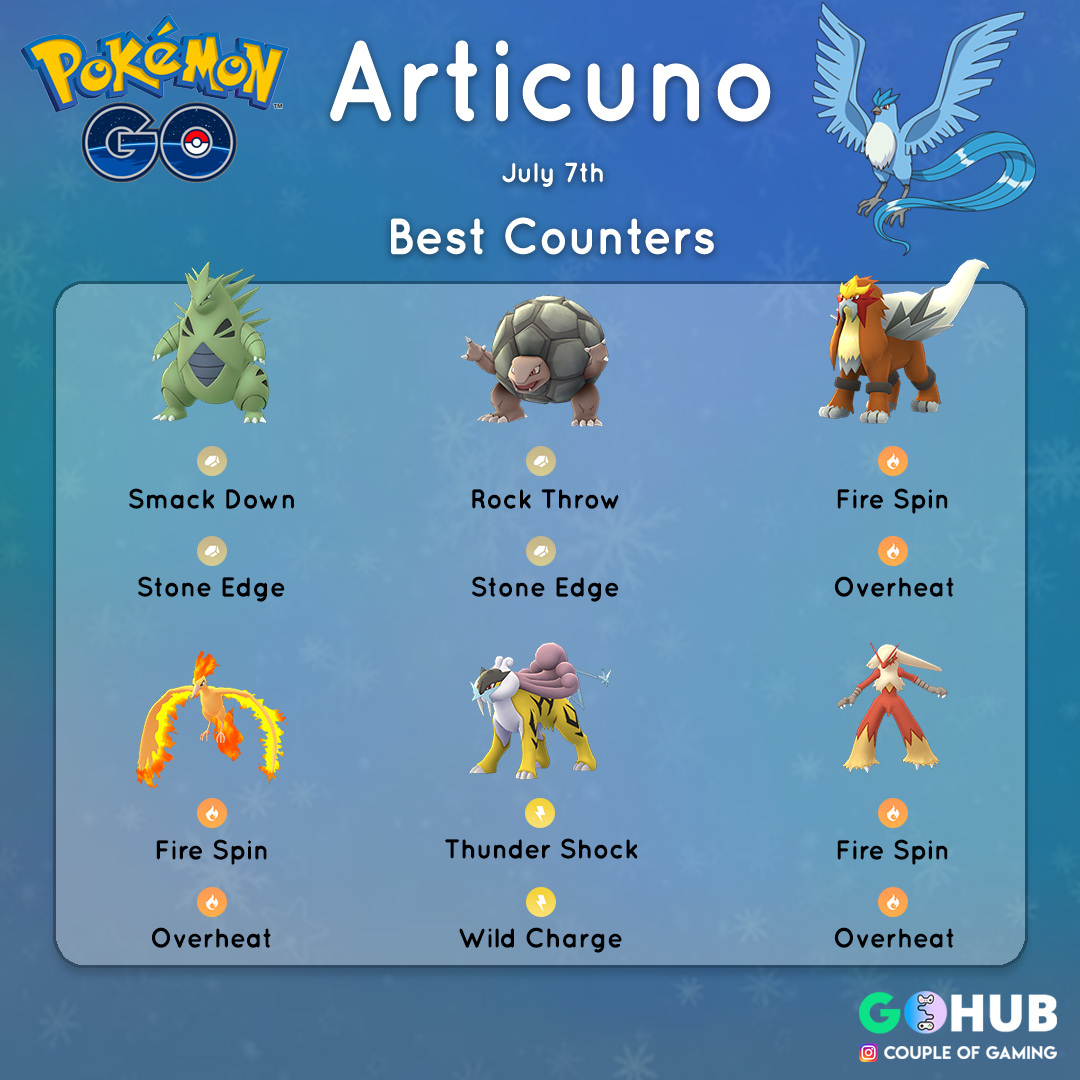 POKéMON
GO
TM
Articuno
July 7th
Best Counters
Smack Down
Rock Throw
Fire Spin
Stone Edge
Stone Edge
Overheat
Fire Spin
Thunder Shock
Fire Spin
Overheat
Wild Charge
Overheat
GOHUB
COUPLE OF GAMING